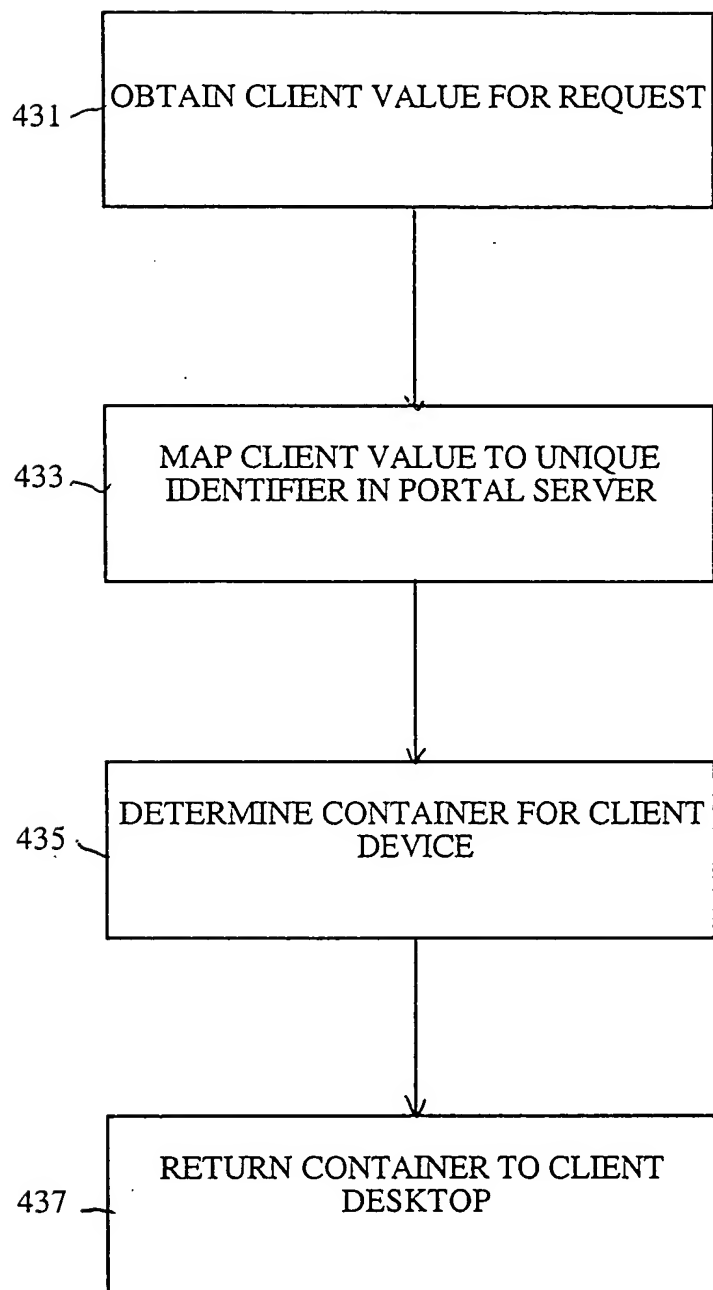 431
OBTAIN CLIENT VALUE FOR REQUEST
433
MAP CLIENT VALUE TO UNIQUE
IDENTIFIER IN PORTAL SERVER
435
DETERMINE CONTAINER FOR CLIENT
DEVICE
437
RETURN CONTAINER TO CLIENT
DESKTOP